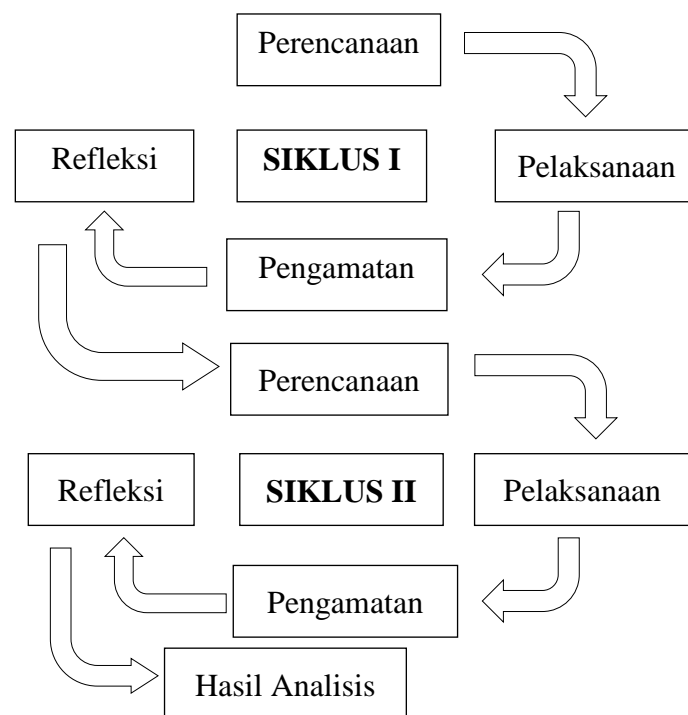 Perencanaan
Refleksi
SIKLUS I
Pelaksanaan
Pengamatan
Perencanaan
Refleksi
SIKLUS II
Pelaksanaan
Pengamatan
Hasil Analisis